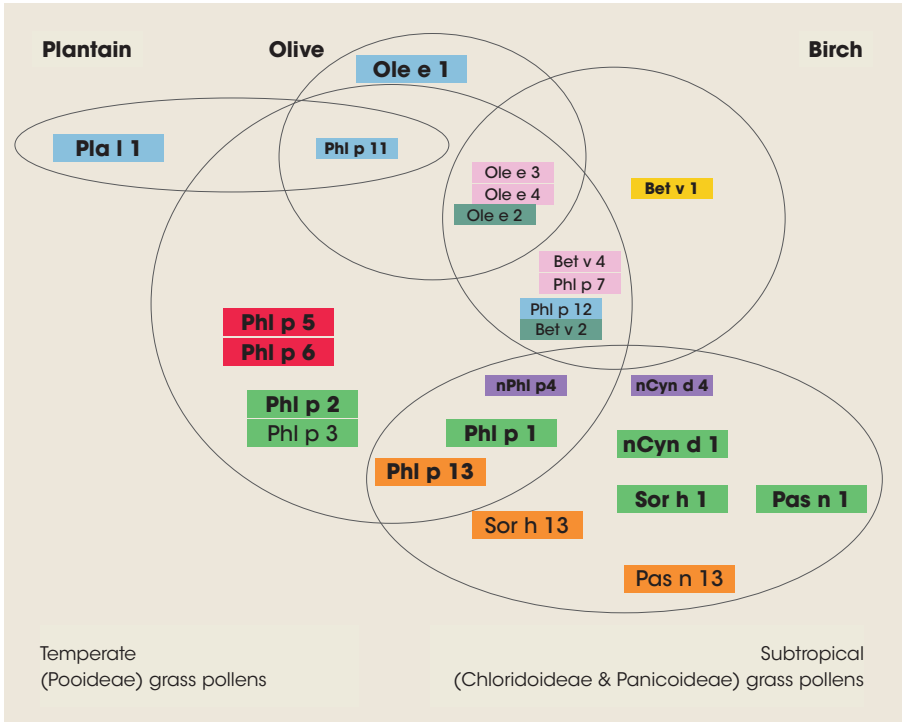 Plantain
Olive
Birch
Ole e 1
Pla l 1
Phl p 11
Ole e 3
Ole e 4
Ole e 2
Bet v 1
Bet v 4
Phl p 7
Phl p 12
Bet v 2
Phl p 5
Phl p 6
Phl p 2
Phl p 3
nPhl p4
nCyn d 4
Phl p 1
nCyn d 1
Phl p 13
Sor h 1
Pas n 1
Sor h 13
Pas n 13
Temperate
(Pooideae) grass pollens
Subtropical
(Chloridoideae & Panicoideae) grass pollens